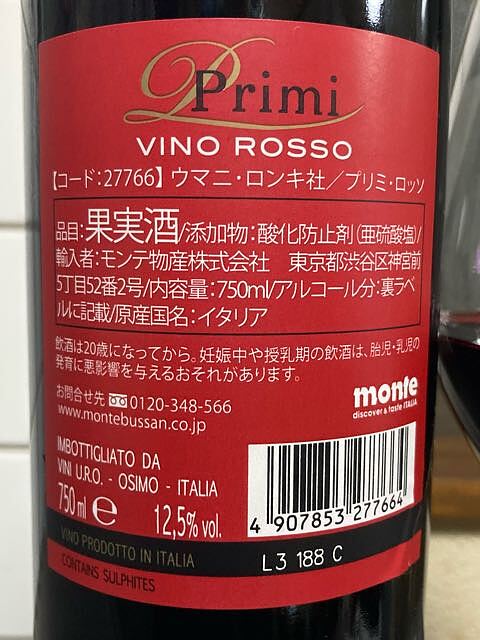 Primi
VINO ROSSO
【コード:27766】ウマニ・ロンキ社／プリミ・ロッソ
品目:果実酒/添加物:酸化防止剤(亜硫酸塩)/
輸入者:モンテ物産株式会社　東京都渋谷区神宮前
5丁目52番2号/内容量:750ml/アルコール分:裏ラベ
ルに記載/原産国名:イタリア
飲酒は20歳になってから。妊娠中や授乳期の飲酒は、胎児・乳児の
発育に悪影響を与えるおそれがあります。
お問合せ先 0120-348-566
www.montebussan.co.jp
monte
discover & taste ITALIA
IMBOTTIGLIATO DA
VINI U.R.O. - OSIMO - ITALIA
750 ml e 12,5% vol.
4 907853 277664
VINO PRODOTTO IN ITALIA
L3 188 C
CONTAINS SULPHITES